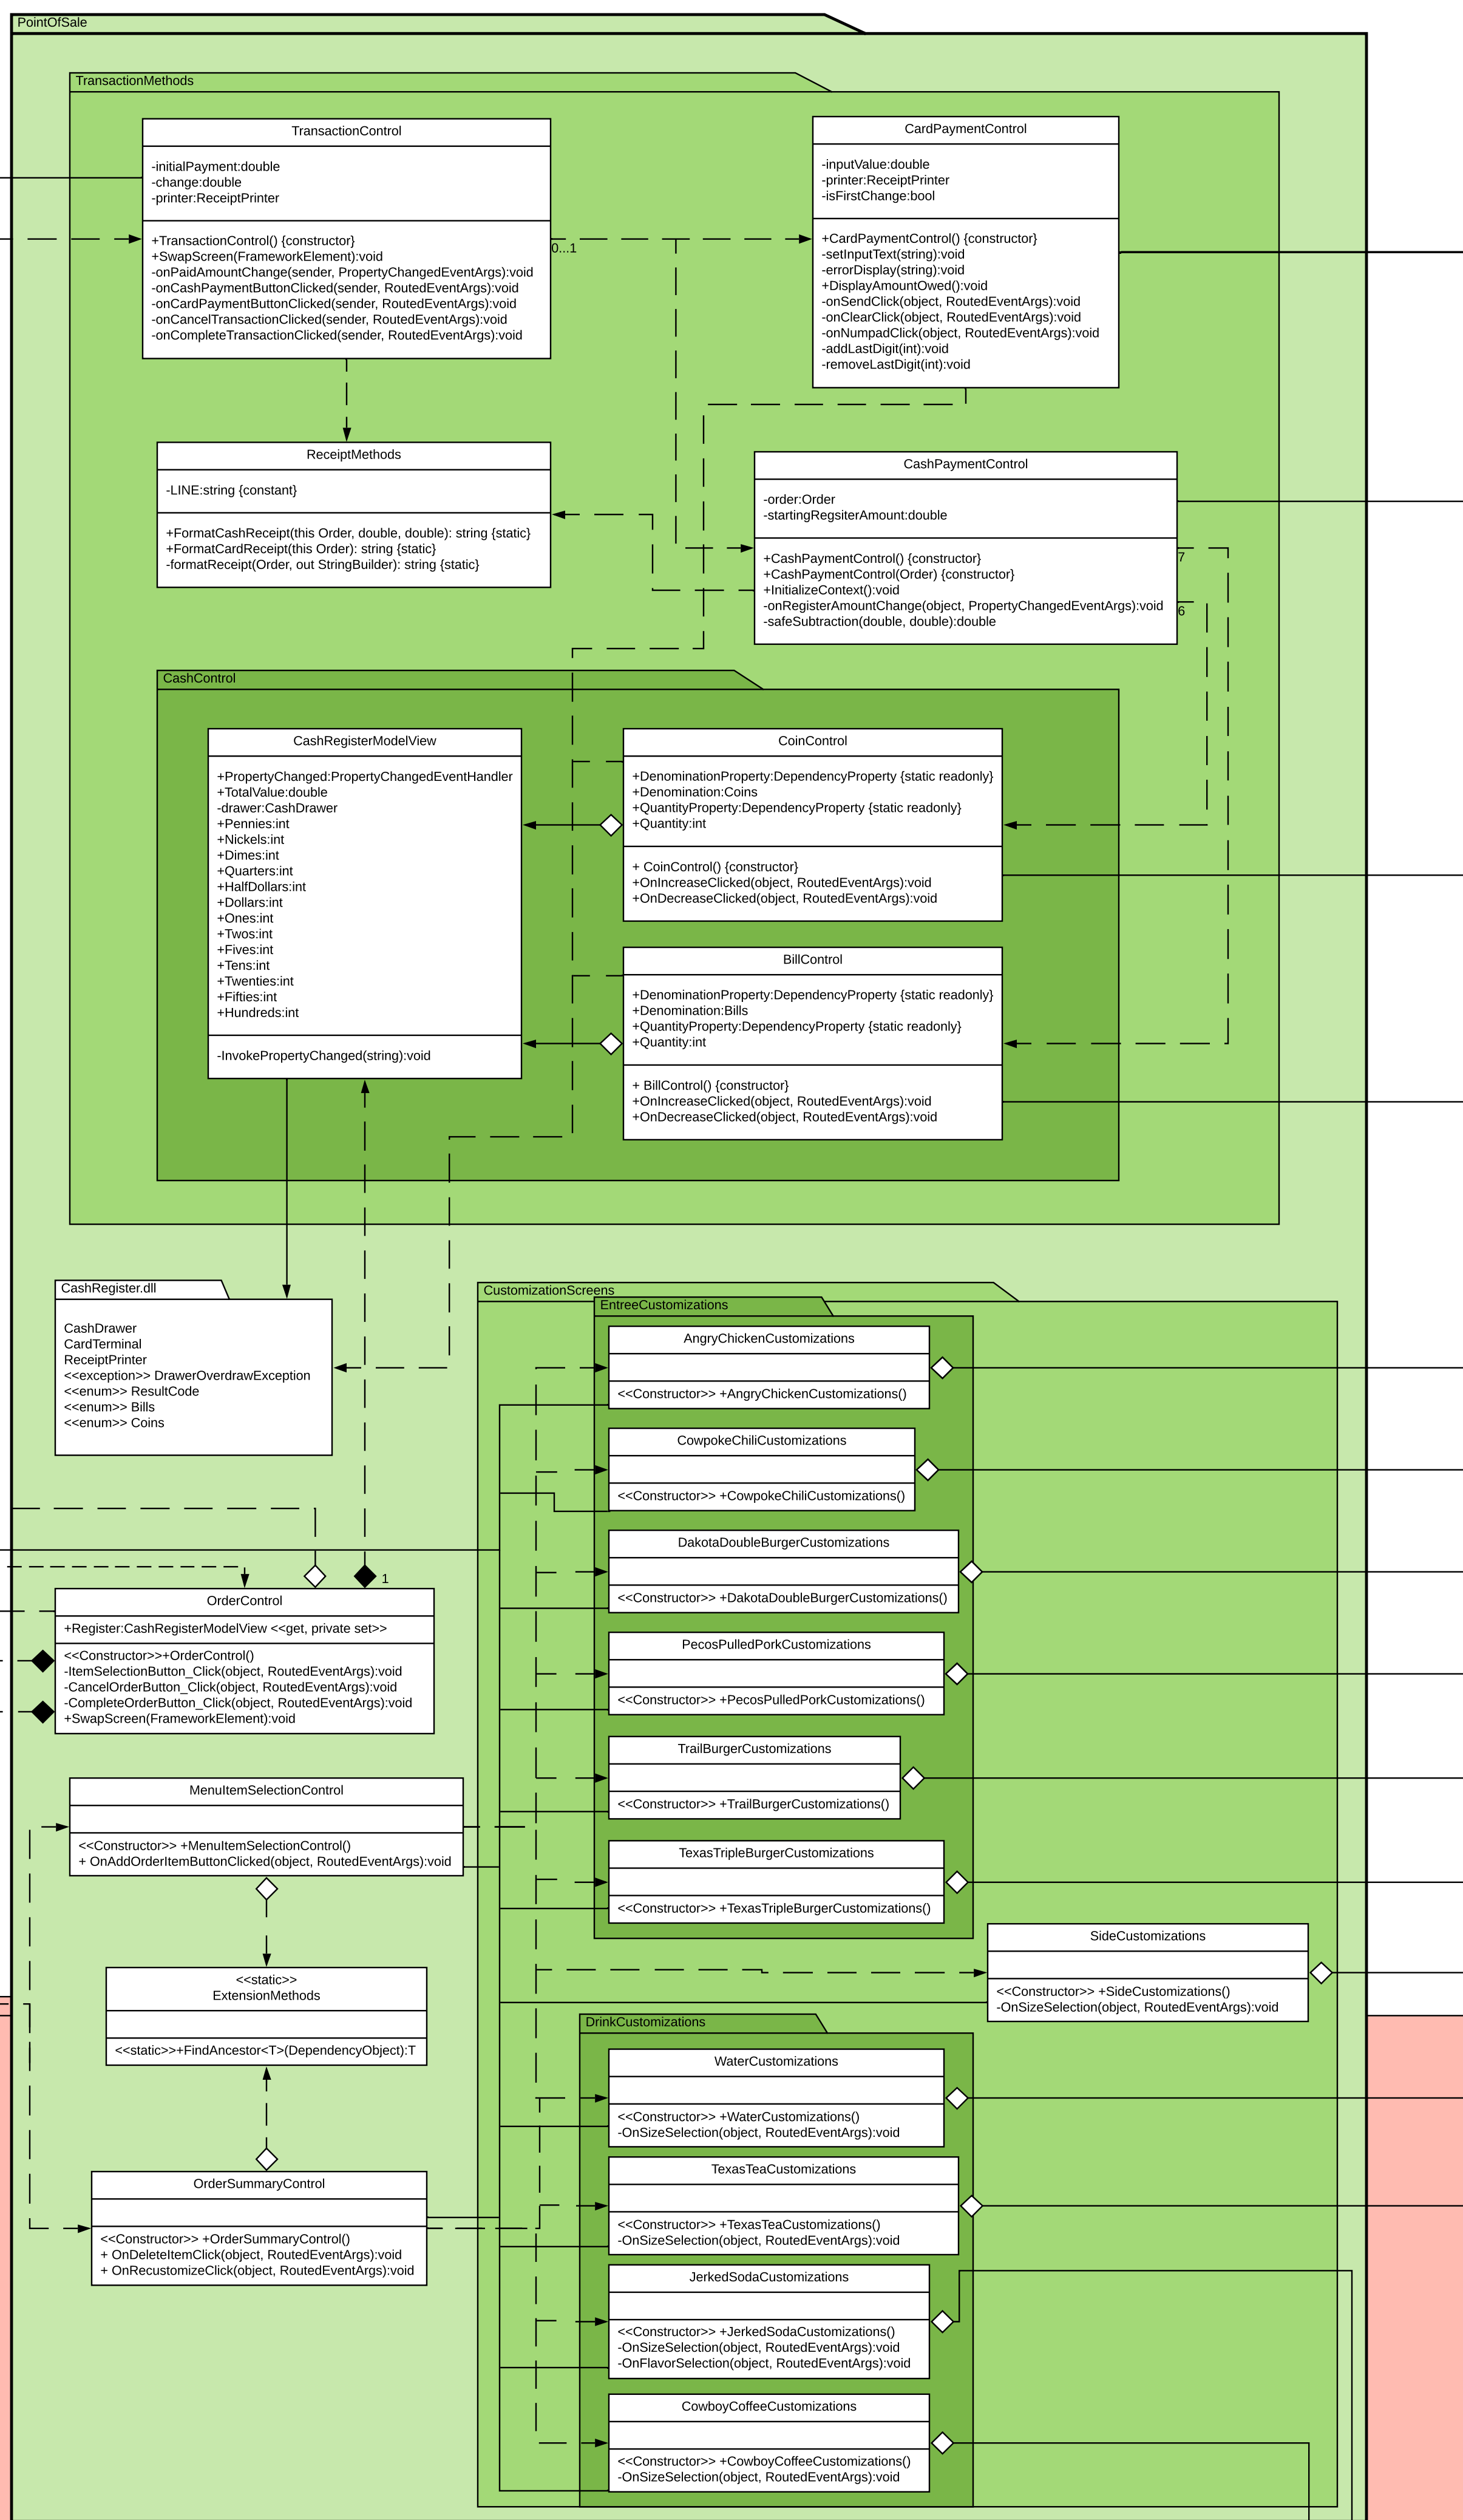 PointOfSale
TransactionMethods
TransactionControl
-initialPayment:double
-change:double
-printer:ReceiptPrinter
+TransactionControl() {constructor}
+SwapScreen(FrameworkElement):void
-onPaidAmountChange(sender, PropertyChangedEventArgs):void
-onCashPaymentButtonClicked(sender, RoutedEventArgs):void
-onCardPaymentButtonClicked(sender, RoutedEventArgs):void
-onCancelTransactionClicked(sender, RoutedEventArgs):void
-onCompleteTransactionClicked(sender, RoutedEventArgs):void
0...1
CardPaymentControl
-inputValue:double
-printer:ReceiptPrinter
-isFirstChange:bool
+CardPaymentControl() {constructor}
-setInputText(string):void
-errorDisplay(string):void
+DisplayAmountOwed():void
-onSendClick(object, RoutedEventArgs):void
-onClearClick(object, RoutedEventArgs):void
-onNumpadClick(object, RoutedEventArgs):void
-addLastDigit(int):void
-removeLastDigit(int):void
ReceiptMethods
-LINE:string {constant}
+FormatCashReceipt(this Order, double, double): string {static}
+FormatCardReceipt(this Order): string {static}
-formatReceipt(Order, out StringBuilder): string {static}
CashPaymentControl
-order:Order
-startingRegsiterAmount:double
+CashPaymentControl() {constructor}
+CashPaymentControl(Order) {constructor}
+InitializeContext():void
-onRegisterAmountChange(object, PropertyChangedEventArgs):void
-safeSubtraction(double, double):double
7
6
CashControl
CashRegisterModelView
+PropertyChanged:PropertyChangedEventHandler
+TotalValue:double
-drawer:CashDrawer
+Pennies:int
+Nickels:int
+Dimes:int
+Quarters:int
+HalfDollars:int
+Dollars:int
+Ones:int
+Twos:int
+Fives:int
+Tens:int
+Twenties:int
+Fifties:int
+Hundreds:int
-InvokePropertyChanged(string):void
CoinControl
+DenominationProperty:DependencyProperty {static readonly}
+Denomination:Coins
+QuantityProperty:DependencyProperty {static readonly}
+Quantity:int
+ CoinControl() {constructor}
+OnIncreaseClicked(object, RoutedEventArgs):void
+OnDecreaseClicked(object, RoutedEventArgs):void
BillControl
+DenominationProperty:DependencyProperty {static readonly}
+Denomination:Bills
+QuantityProperty:DependencyProperty {static readonly}
+Quantity:int
+ BillControl() {constructor}
+OnIncreaseClicked(object, RoutedEventArgs):void
+OnDecreaseClicked(object, RoutedEventArgs):void
CashRegister.dll
CashDrawer
CardTerminal
ReceiptPrinter
<<exception>> DrawerOverdrawException
<<enum>> ResultCode
<<enum>> Bills
<<enum>> Coins
1
OrderControl
+Register:CashRegisterModelView <<get, private set>>
<<Constructor>>+OrderControl()
-ItemSelectionButton_Click(object, RoutedEventArgs):void
-CancelOrderButton_Click(object, RoutedEventArgs):void
-CompleteOrderButton_Click(object, RoutedEventArgs):void
+SwapScreen(FrameworkElement):void
MenuItemSelectionControl
<<Constructor>> +MenuItemSelectionControl()
+ OnAddOrderItemButtonClicked(object, RoutedEventArgs):void
<<static>>
ExtensionMethods
<<static>>+FindAncestor<T>(DependencyObject):T
OrderSummaryControl
<<Constructor>> +OrderSummaryControl()
+ OnDeleteItemClick(object, RoutedEventArgs):void
+ OnRecustomizeClick(object, RoutedEventArgs):void
CustomizationScreens
EntreeCustomizations
AngryChickenCustomizations
<<Constructor>> +AngryChickenCustomizations()
CowpokeChiliCustomizations
<<Constructor>> +CowpokeChiliCustomizations()
DakotaDoubleBurgerCustomizations
<<Constructor>> +DakotaDoubleBurgerCustomizations()
PecosPulledPorkCustomizations
<<Constructor>> +PecosPulledPorkCustomizations()
TrailBurgerCustomizations
<<Constructor>> +TrailBurgerCustomizations()
TexasTripleBurgerCustomizations
<<Constructor>> +TexasTripleBurgerCustomizations()
SideCustomizations
<<Constructor>> +SideCustomizations()
-OnSizeSelection(object, RoutedEventArgs):void
DrinkCustomizations
WaterCustomizations
<<Constructor>> +WaterCustomizations()
-OnSizeSelection(object, RoutedEventArgs):void
TexasTeaCustomizations
<<Constructor>> +TexasTeaCustomizations()
-OnSizeSelection(object, RoutedEventArgs):void
JerkedSodaCustomizations
<<Constructor>> +JerkedSodaCustomizations()
-OnSizeSelection(object, RoutedEventArgs):void
-OnFlavorSelection(object, RoutedEventArgs):void
CowboyCoffeeCustomizations
<<Constructor>> +CowboyCoffeeCustomizations()
-OnSizeSelection(object, RoutedEventArgs):void